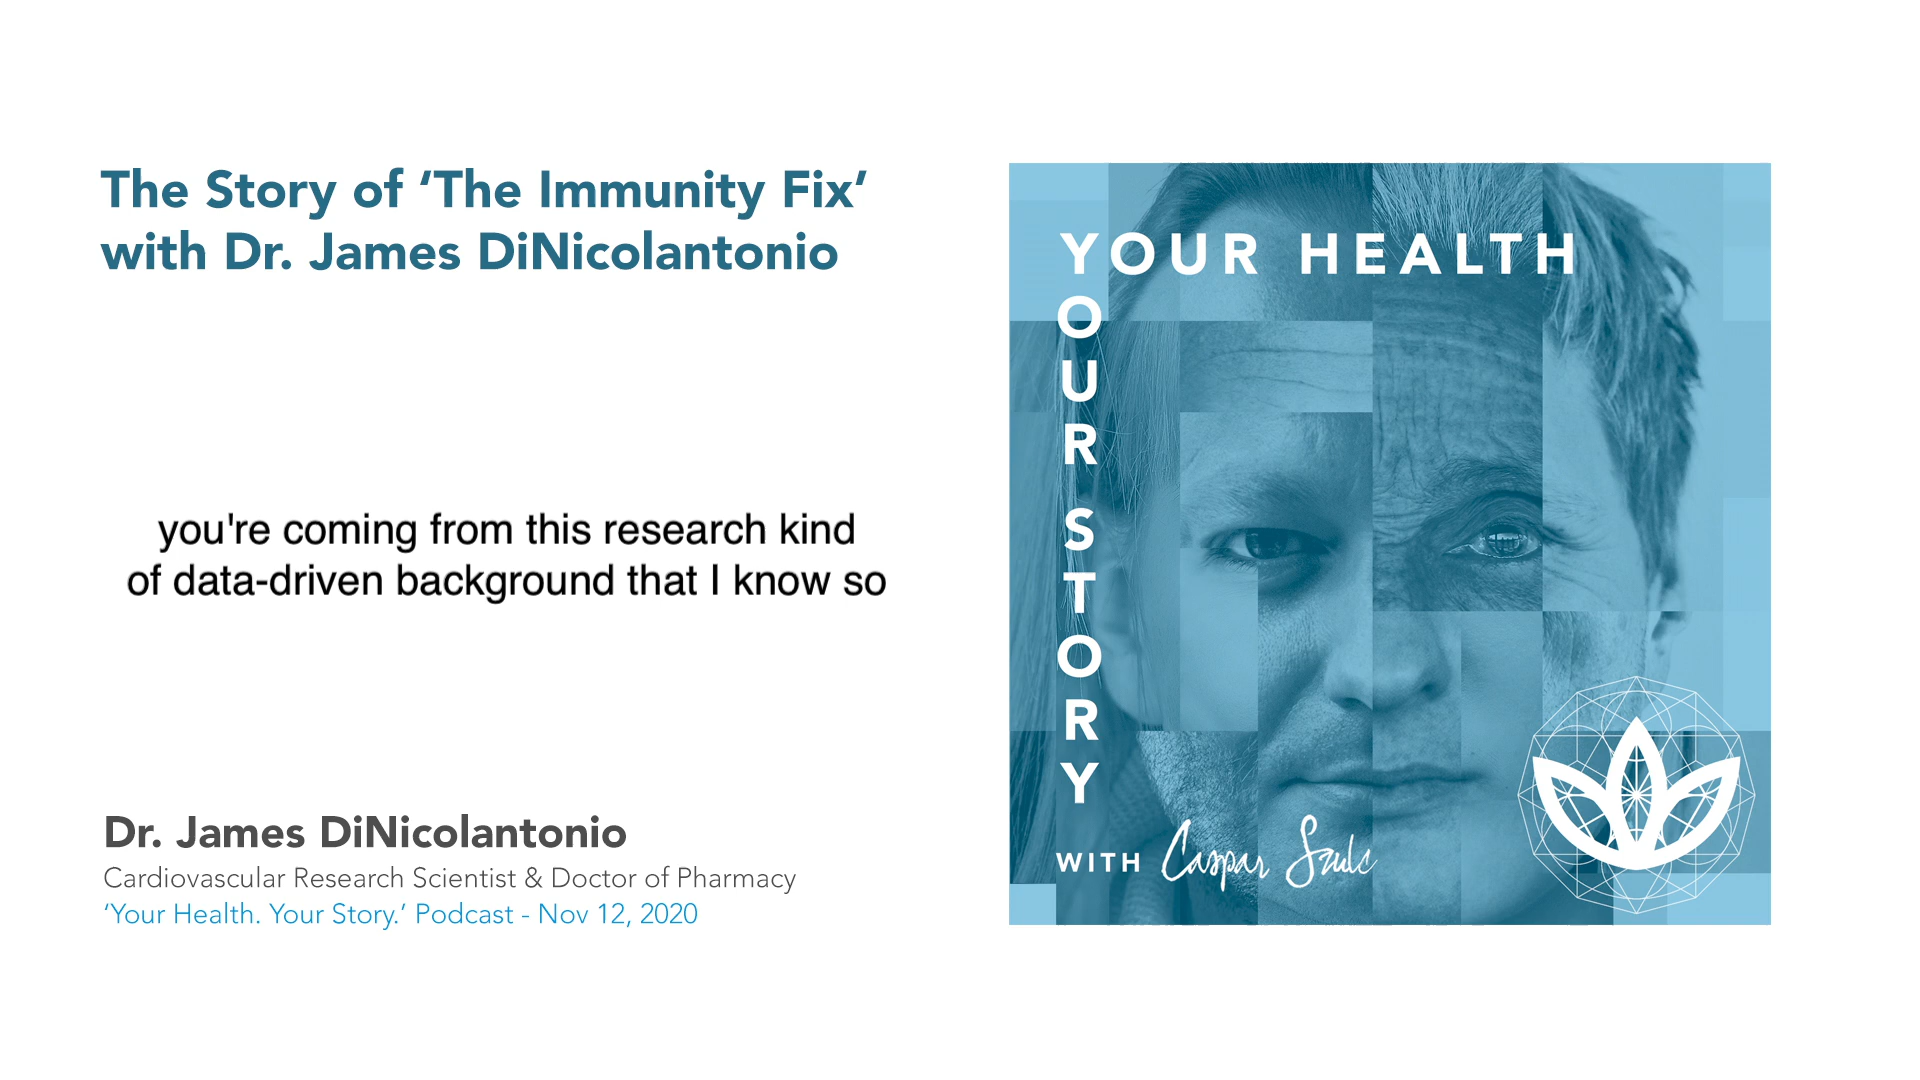 The Story of ‘The Immunity Fix’
with Dr. James DiNicolantonio
you're coming from this research kind
of data-driven background that I know so
Dr. James DiNicolantonio
Cardiovascular Research Scientist & Doctor of Pharmacy
‘Your Health. Your Story.’ Podcast - Nov 12, 2020
YOUR HEALTH
YOUR STORY
WITH Caspar Szulc